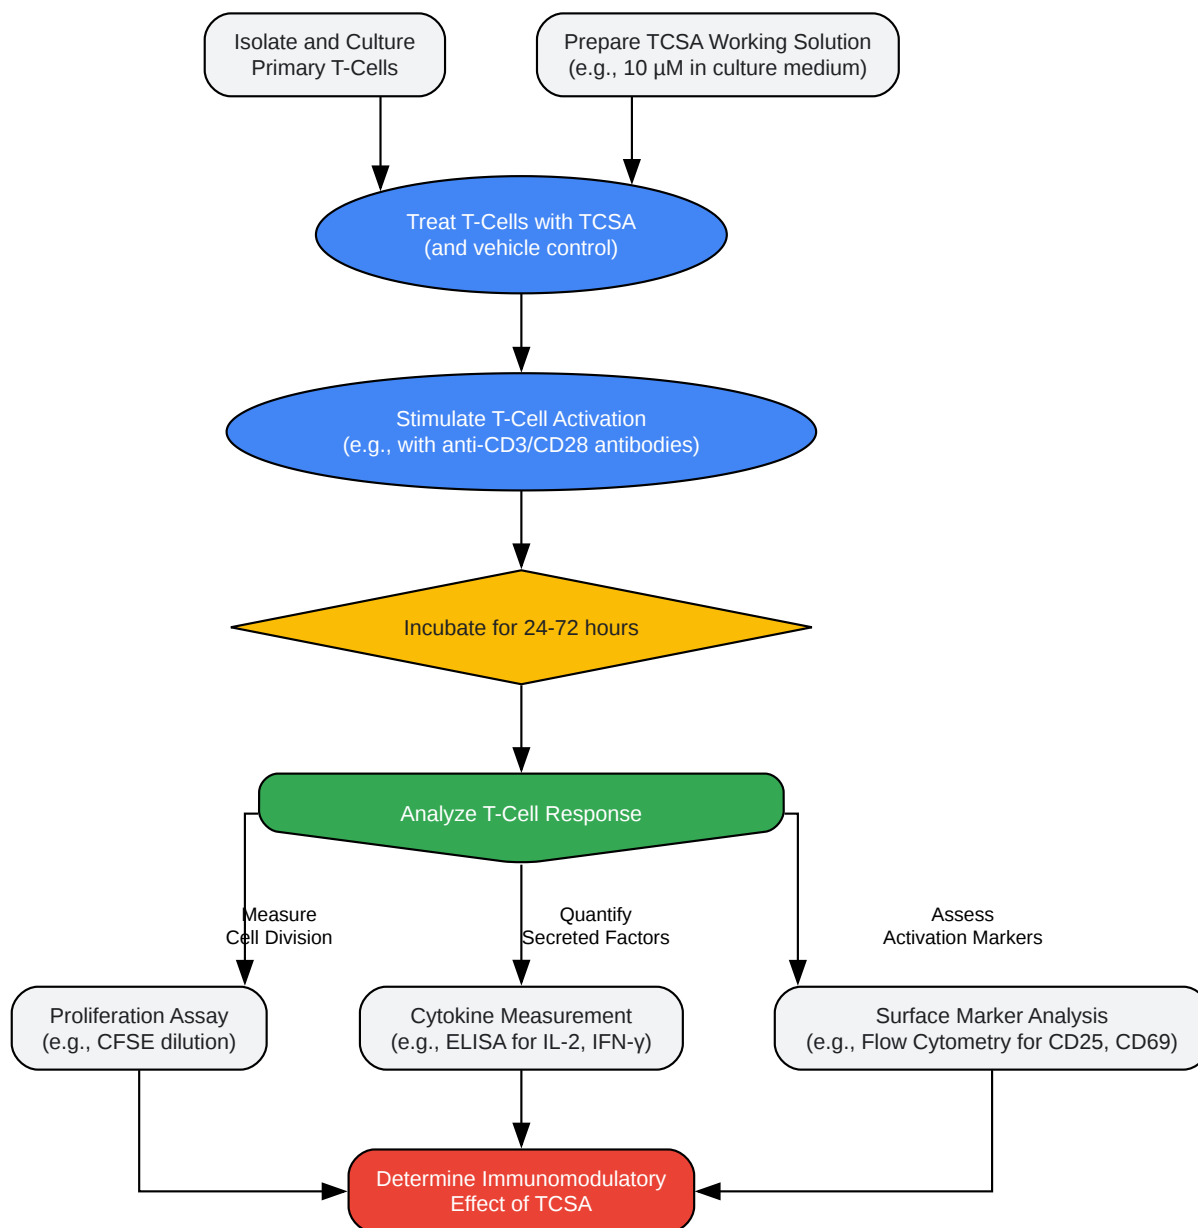 Isolate and Culture
Primary T-Cells
Prepare TCSA Working Solution
(e.g., 10 µM in culture medium)
Treat T-Cells with TCSA
(and vehicle control)
Stimulate T-Cell Activation
(e.g., with anti-CD3/CD28 antibodies)
Incubate for 24-72 hours
Analyze T-Cell Response
Measure
Cell Division
Quantify
Secreted Factors
Assess
Activation Markers
Proliferation Assay
(e.g., CFSE dilution)
Cytokine Measurement
(e.g., ELISA for IL-2, IFN-γ)
Surface Marker Analysis
(e.g., Flow Cytometry for CD25, CD69)
Determine Immunomodulatory
Effect of TCSA